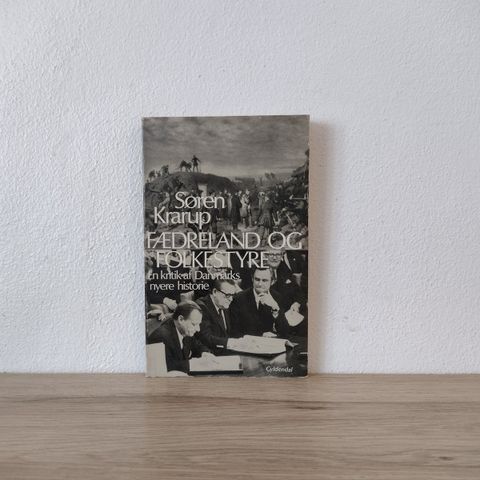 Søren
Krarup
FÆDRELAND OG
FOLKESTYRE
En kritik af Danmarks
nyere historie
Gyldendal